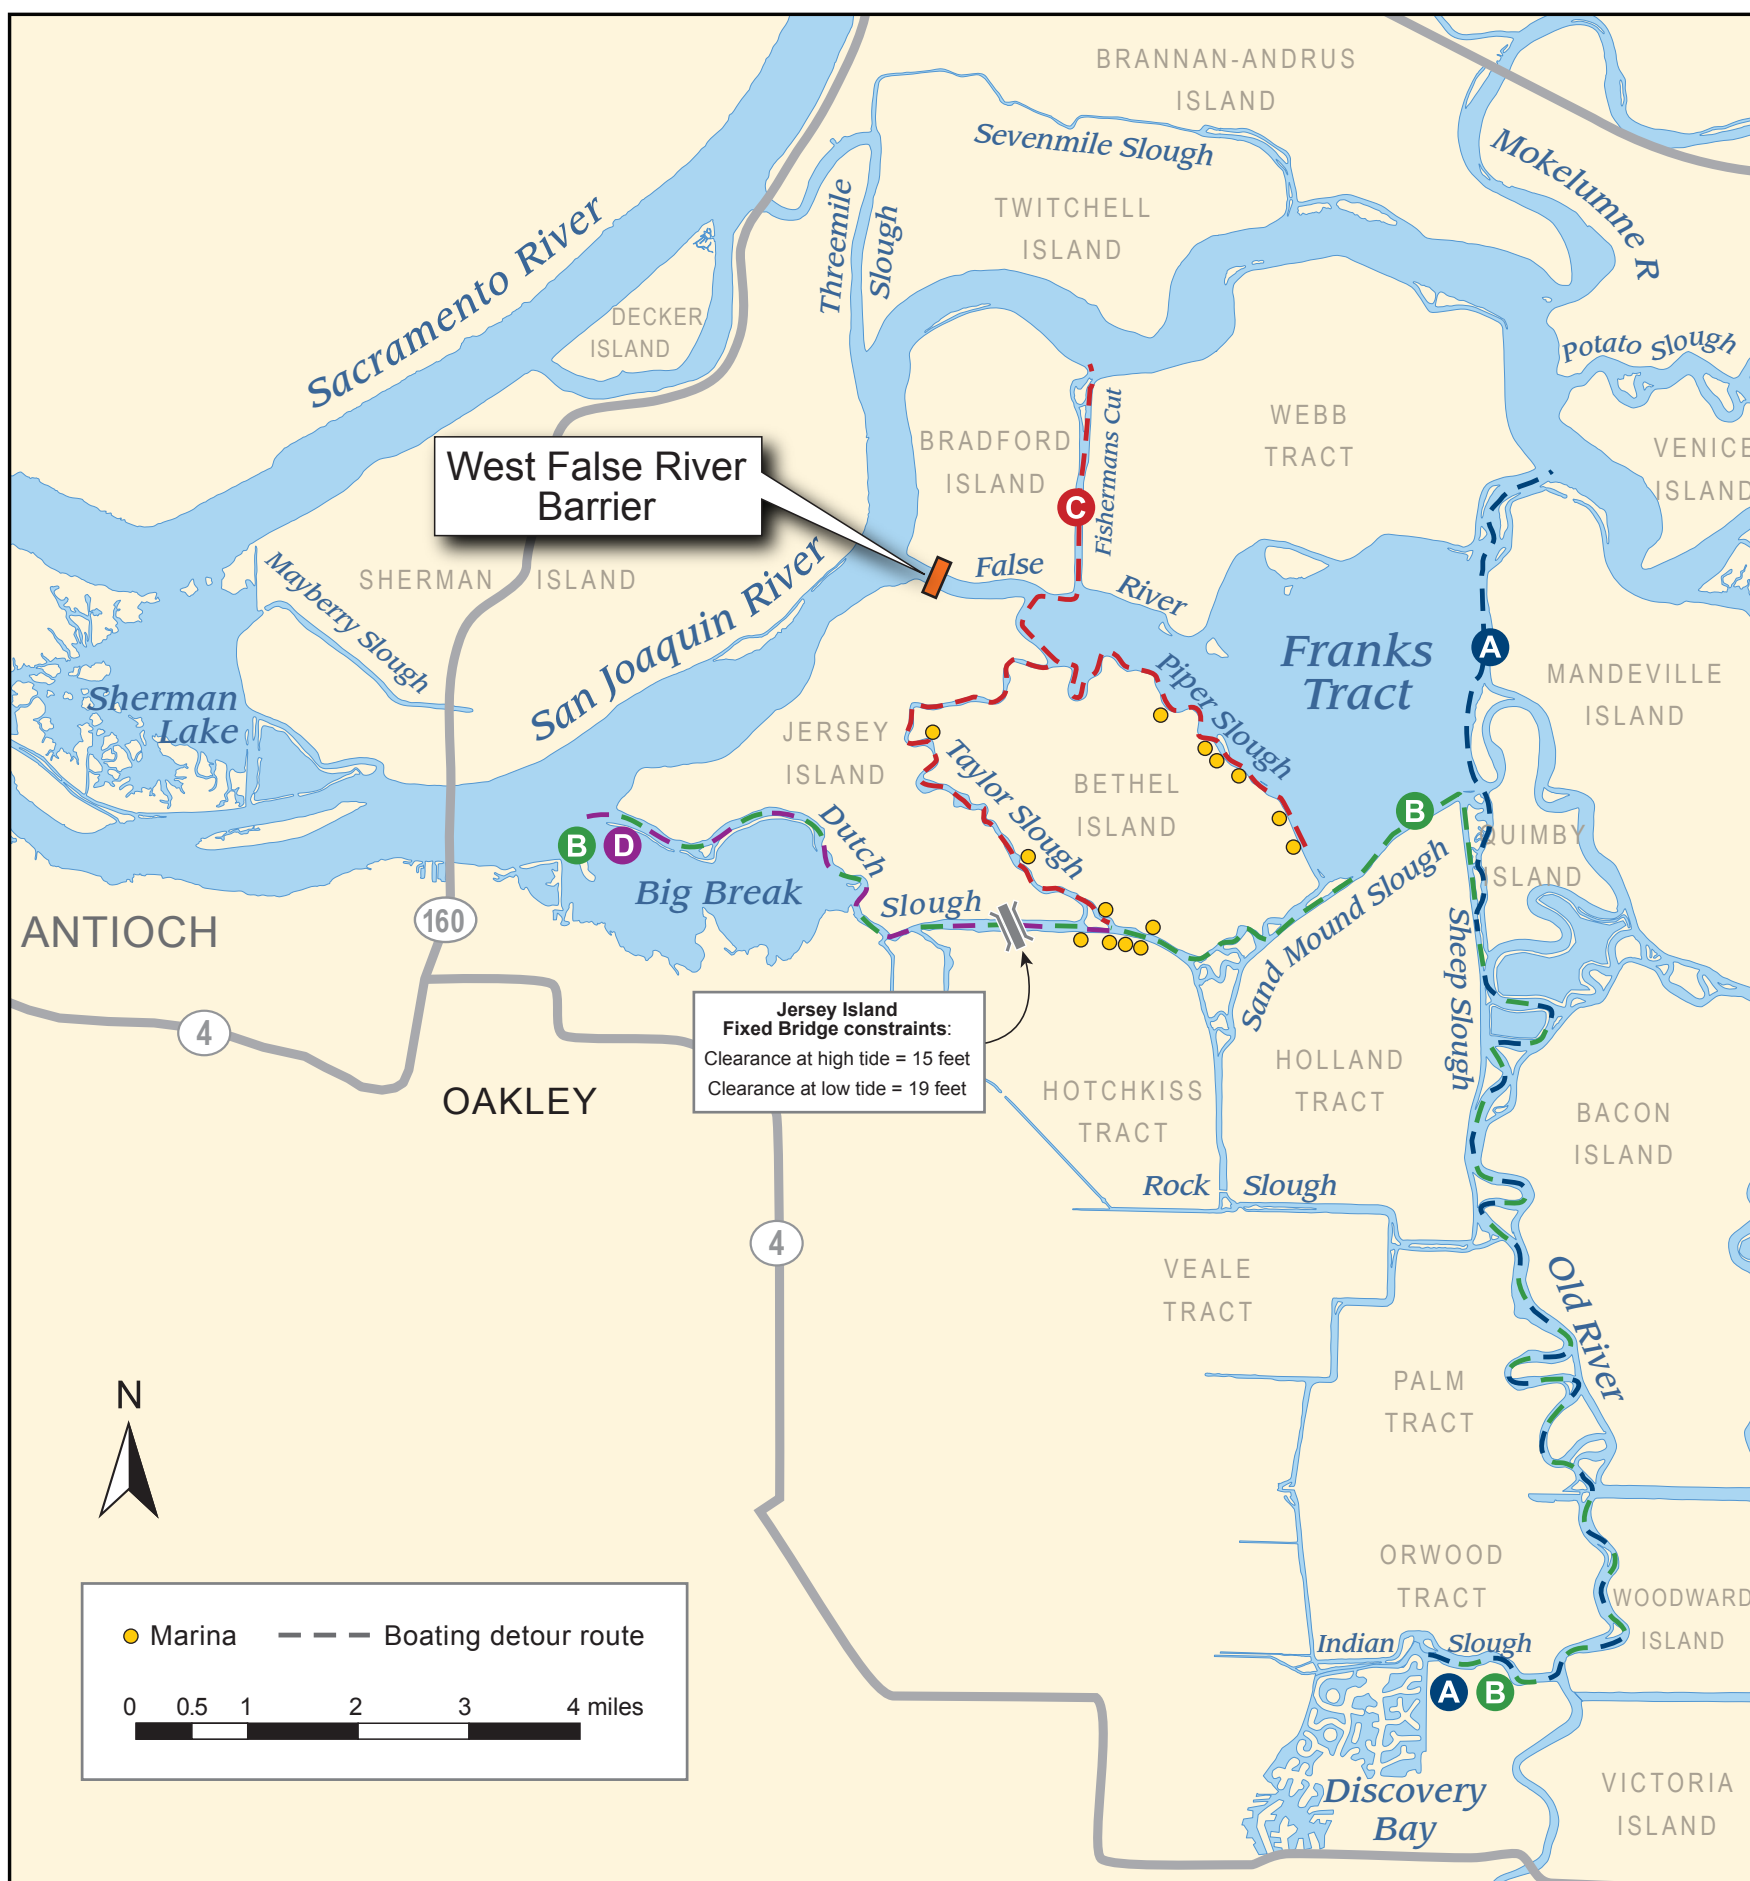 BRANNAN-ANDRUS
ISLAND
Sevenmile Slough
Mokelumne R
TWITCHELL
ISLAND
Threemile
Slough
Sacramento River
DECKER
ISLAND
Potato Slough
Fishermans Cut
WEBB
TRACT
BRADFORD
ISLAND
VENICE
ISLAND
West False River
Barrier
C
False
River
SHERMAN
ISLAND
Mayberry Slough
San Joaquin River
Franks
Tract
A
Piper Slough
MANDEVILLE
ISLAND
Sherman
Lake
JERSEY
ISLAND
Taylor Slough
BETHEL
ISLAND
B
QUIMBY
ISLAND
Dutch
Slough
B
D
Big Break
Sand Mound Slough
Sheep Slough
ANTIOCH
160
4
Jersey Island
Fixed Bridge constraints:
Clearance at high tide = 15 feet
Clearance at low tide = 19 feet
OAKLEY
HOTCHKISS
TRACT
HOLLAND
TRACT
BACON
ISLAND
Rock
Slough
4
VEALE
TRACT
Old River
PALM
TRACT
N
ORWOOD
TRACT
WOODWARD
ISLAND
Indian
Slough
A
B
Marina
Boating detour route
0 0.5 1 2 3 4 miles
Discovery
Bay
VICTORIA
ISLAND